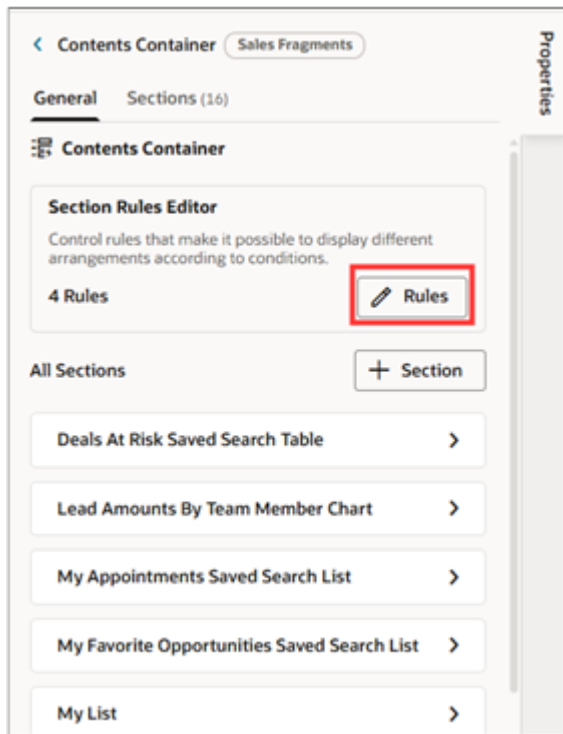 Contents Container Sales Fragments
Properties
General Sections (16)
Contents Container
Section Rules Editor
Control rules that make it possible to display different
arrangements according to conditions.
4 Rules Rules
All Sections + Section
Deals At Risk Saved Search Table
Lead Amounts By Team Member Chart
My Appointments Saved Search List
My Favorite Opportunities Saved Search List
My List